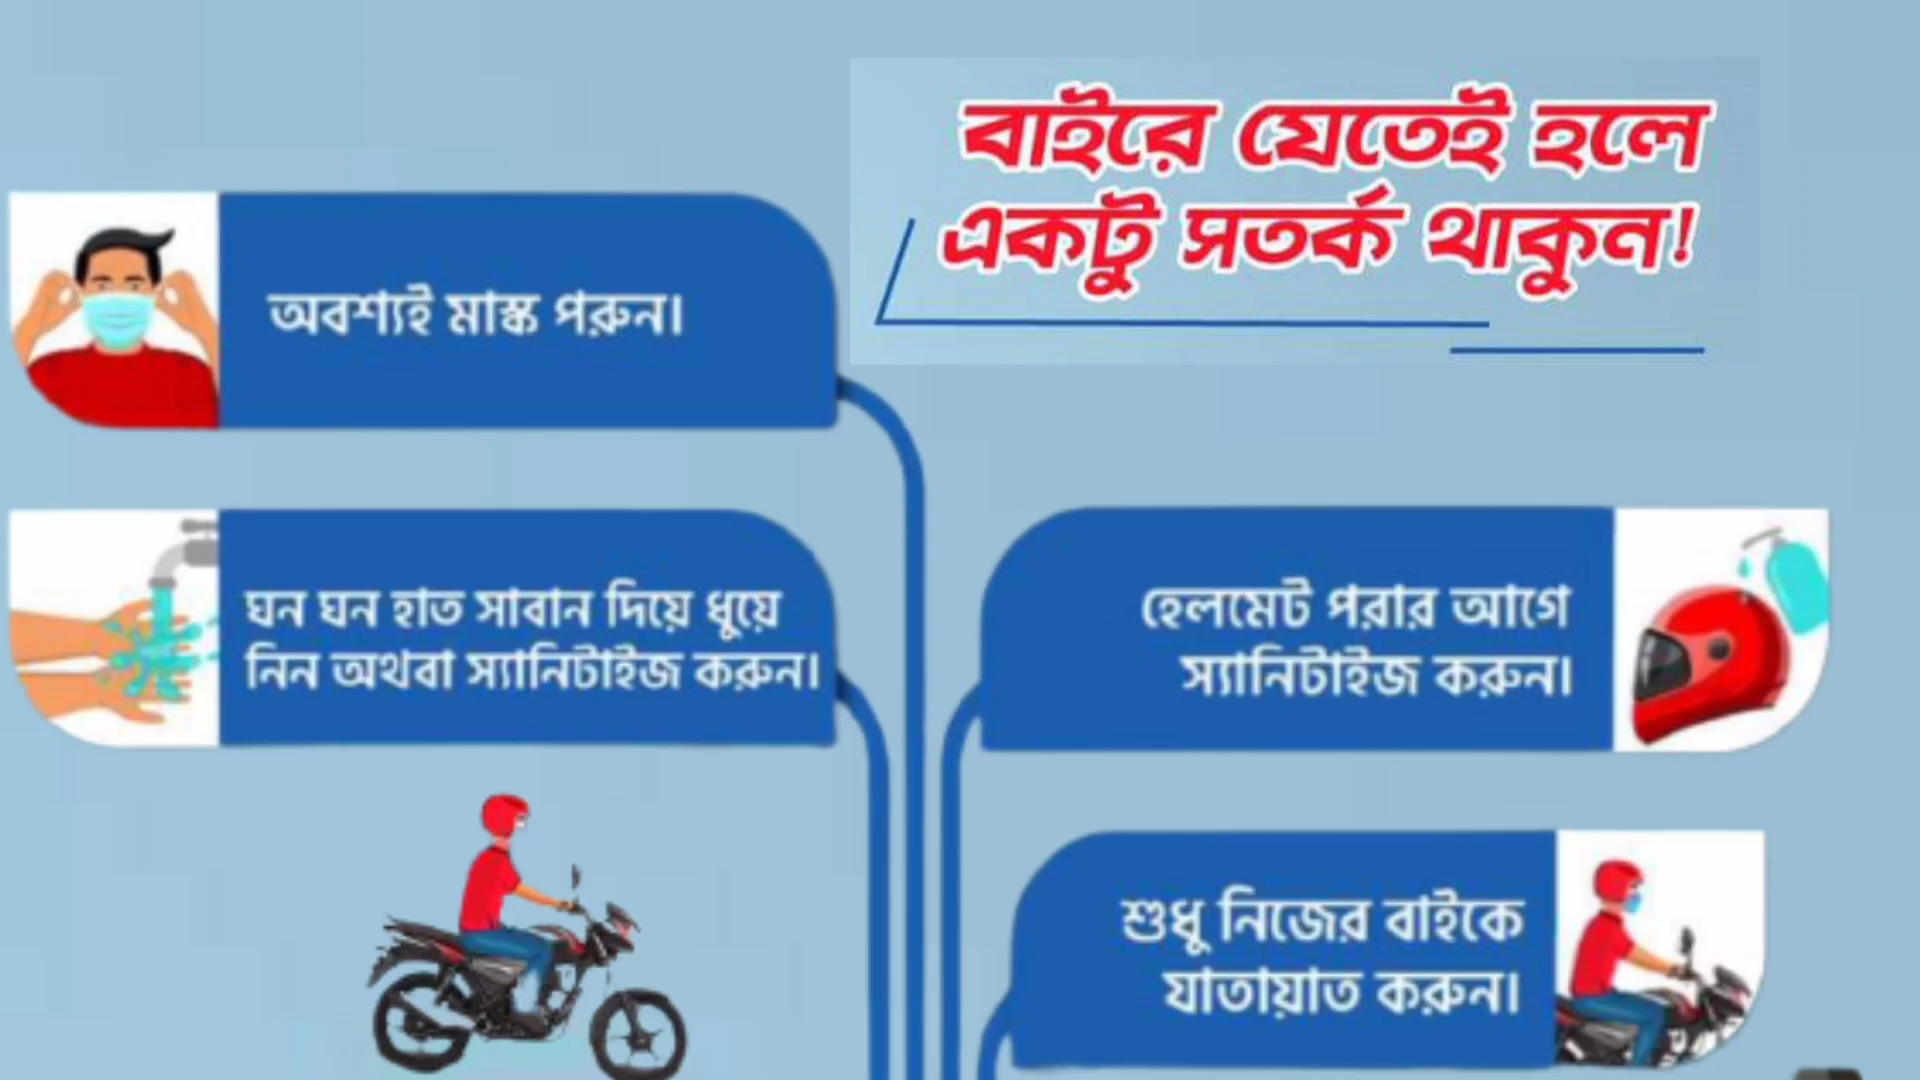 বাইরে যেতেই হলে
একটু সতর্ক থাকুন!
অবশ্যই মাস্ক পরুন।
ঘন ঘন হাত সাবান দিয়ে ধুয়ে
নিন অথবা স্যানিটাইজ করুন।
হেলমেট পরার আগে
স্যানিটাইজ করুন।
শুধু নিজের বাইকে
যাতায়াত করুন।